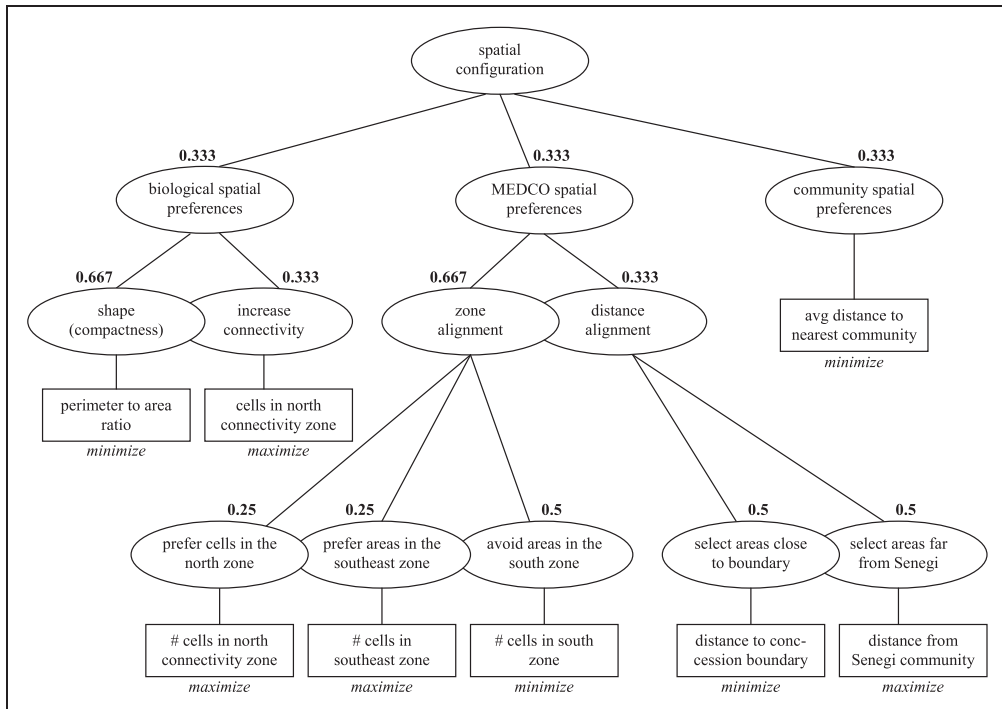 spatial
configuration
0.333
0.333
0.333
biological spatial
preferences
MEDCO spatial
preferences
community spatial
preferences
0.667
0.333
0.667
0.333
shape
(compactness)
increase
connectivity
zone
alignment
distance
alignment
avg distance to
nearest community
minimize
perimeter to area
ratio
minimize
cells in north
connectivity zone
maximize
0.25
0.25
0.5
0.5
0.5
prefer cells in the
north zone
prefer areas in the
southeast zone
avoid areas in the
south zone
select areas close
to boundary
select areas far
from Senegi
# cells in north
connectivity zone
maximize
# cells in
southeast zone
maximize
# cells in south
zone
minimize
distance to conc-
cession boundary
minimize
distance from
Senegi community
maximize